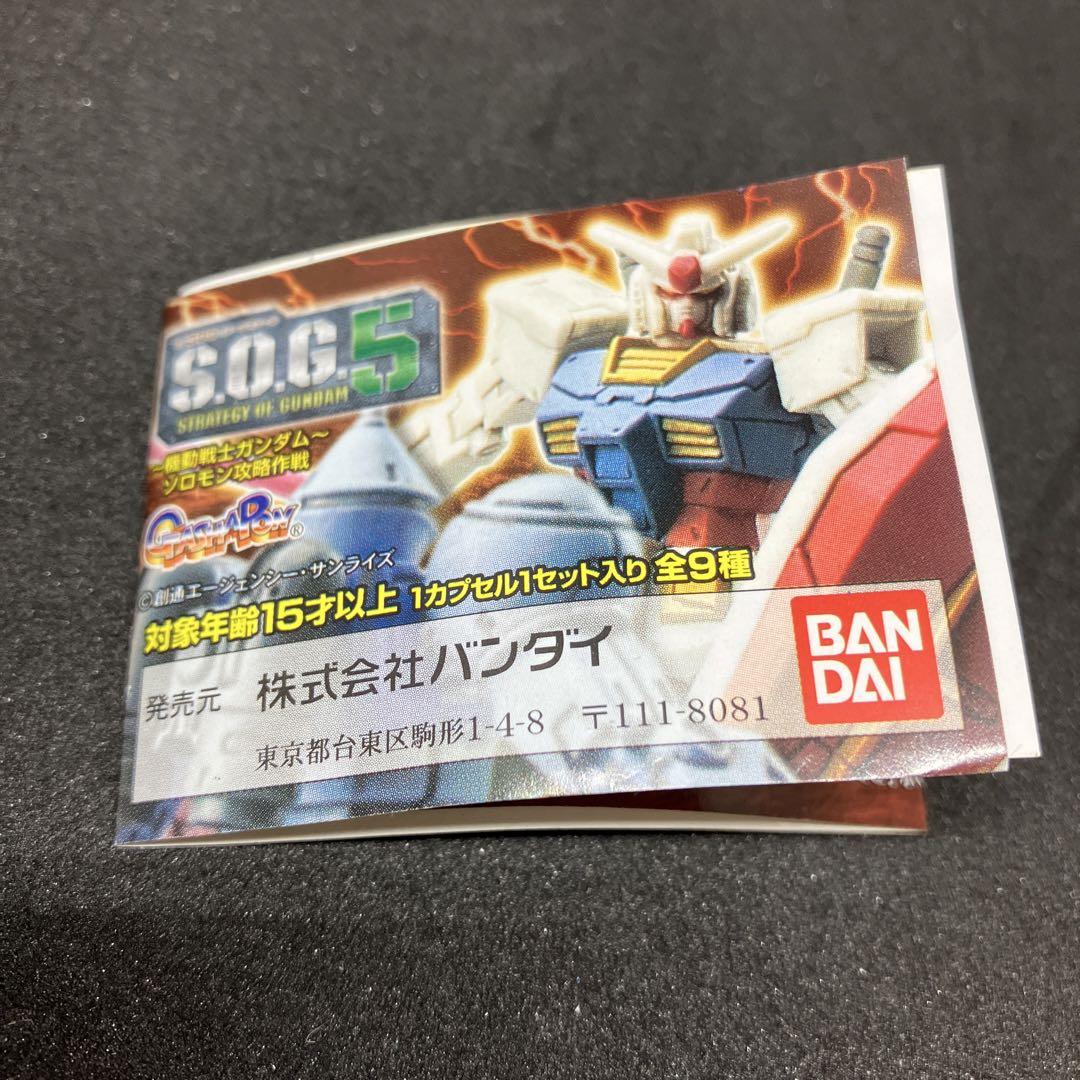 S.O.G.5
STRATEGY OF GUNDAM
～機動戦士ガンダム～
ソロモン攻略作戦
GASHAPON®
©創通エージェンシー・サンライズ
対象年齢15才以上 1カプセル1セット入り 全9種
発売元 株式会社バンダイ
東京都台東区駒形1-4-8 〒111-8081
BAN
DAI